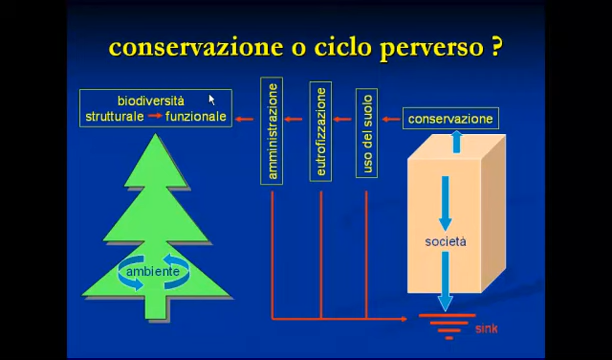 conservazione o ciclo perverso ?
biodiversità
strutturale funzionale
amministrazione
eutrofizzazione
uso del suolo
conservazione
ambiente
società
sink